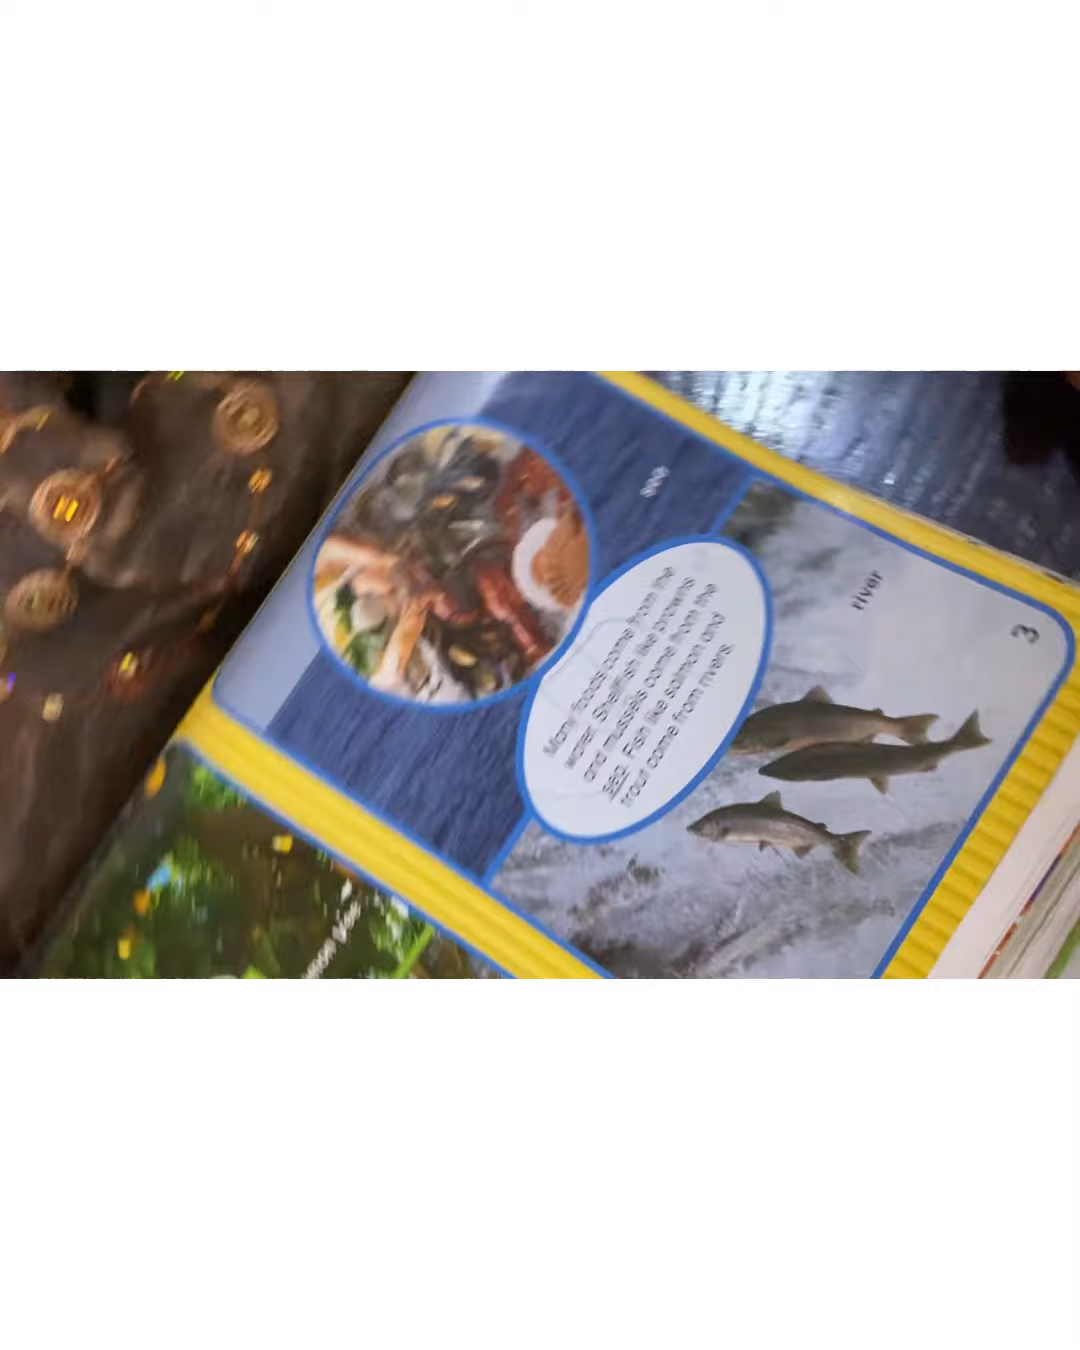 sea
Many foods come from the
water. Shellfish like prawns
and mussels come from the
sea. Fish like salmon and
trout come from rivers.
river
3